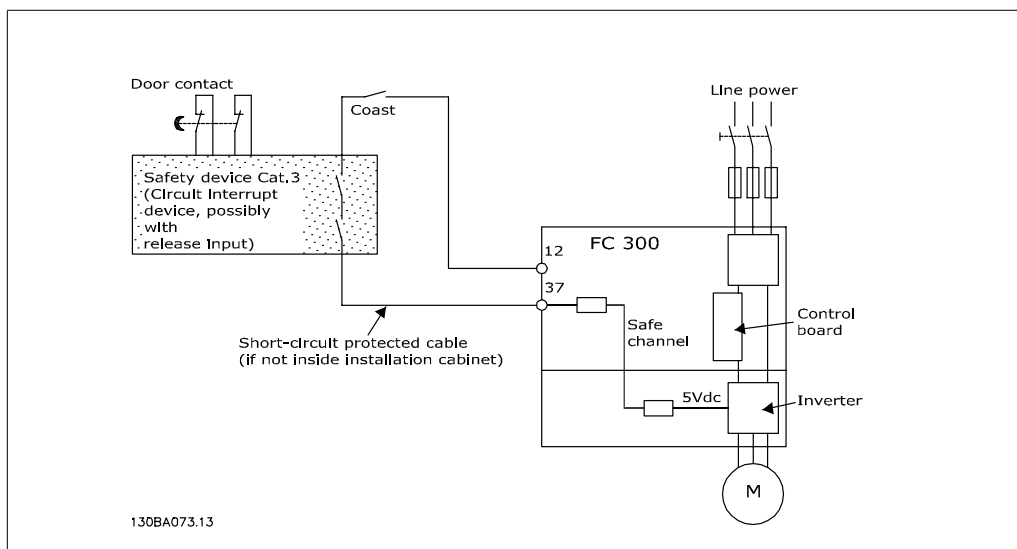 Door contact
Coast
Line power
Safety device Cat.3
(Circuit Interrupt
device, possibly
with
release input)
12
FC 300
37
Safe
channel
Control
board
Short-circuit protected cable
(if not inside installation cabinet)
5Vdc
Inverter
M
130BA073.13